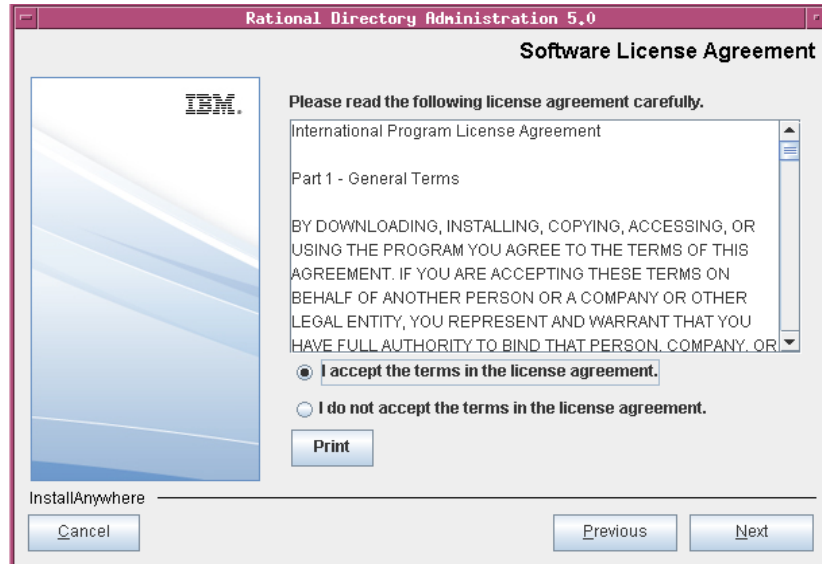 Rational Directory Administration 5.0
Software License Agreement
IBM.
Please read the following license agreement carefully.
International Program License Agreement
Part 1 - General Terms
BY DOWNLOADING, INSTALLING, COPYING, ACCESSING, OR
USING THE PROGRAM YOU AGREE TO THE TERMS OF THIS
AGREEMENT. IF YOU ARE ACCEPTING THESE TERMS ON
BEHALF OF ANOTHER PERSON OR A COMPANY OR OTHER
LEGAL ENTITY, YOU REPRESENT AND WARRANT THAT YOU
HAVE FULL AUTHORITY TO BIND THAT PERSON, COMPANY, OR
I accept the terms in the license agreement.
I do not accept the terms in the license agreement.
Print
InstallAnywhere
Cancel
Previous
Next